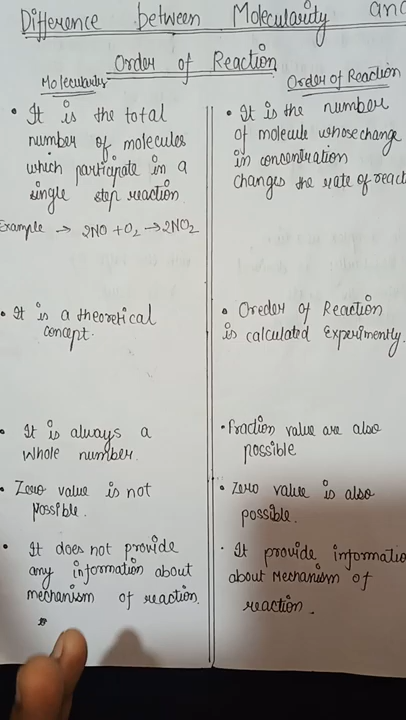 Difference between Molecularity and
Order of Reaction
Molecularity
• It is the total
number of molecules
which participate in a
single step reaction
Example → 2NO + O₂ → 2NO₂
• It is a theoretical
concept.
• It is always a
whole number.
• Zero value is not
possible.
• It does not provide
any information about
mechanism of reaction.
Order of Reaction
• It is the number
of molecule whose change
in concentration
changes the rate of react
• Oreder of Reaction
is calculated Experimently.
• Fraction value are also
possible
• Zero value is also
possible.
• It provide informatio
about Mechanism of
reaction.